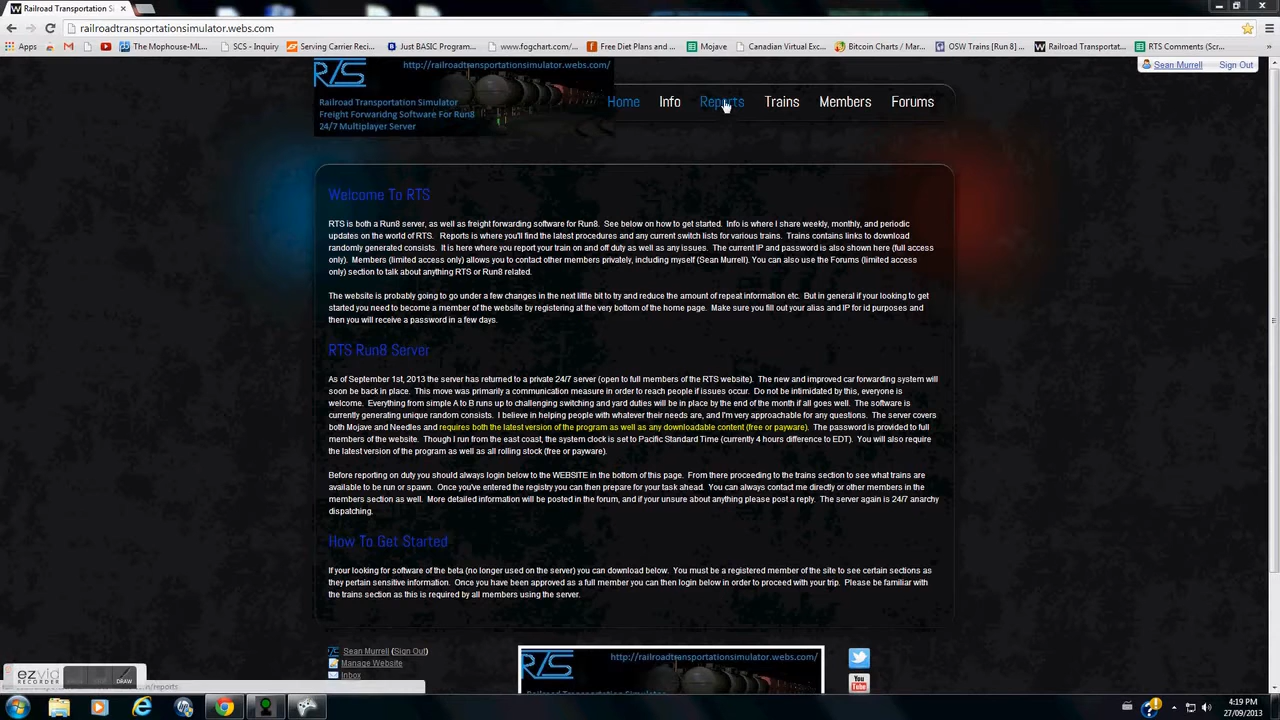 Railroad Transportation Si
railroadtransportationsimulator.webs.com
Apps
The Mophouse-ML...
SCS - Inquiry
Serving Carrier Reci...
Just BASIC Program...
www.fogchart.com/...
Free Diet Plans and ...
Mojave
Canadian Virtual Exc...
Bitcoin Charts / Mar...
OSW Trains [Run 8] ...
Railroad Transportat...
RTS Comments (Scr...
Sean Murrell Sign Out
RTS
http://railroadtransportationsimulator.webs.com/
Railroad Transportation Simulator
Freight Forwaridng Software For Run8
24/7 Multiplayer Server
Home Info Reports Trains Members Forums
Welcome To RTS
RTS is both a Run8 server, as well as freight forwarding software for Run8. See below on how to get started. Info is where I share weekly, monthly, and periodic
updates on the world of RTS. Reports is where you'll find the latest procedures and any current switch lists for various trains. Trains contains links to download
randomly generated consists. It is here where you report your train on and off duty as well as any issues. The current IP and password is also shown here (full access
only). Members (limited access only) allows you to contact other members privately, including myself (Sean Murrell). You can also use the Forums (limited access
only) section to talk about anything RTS or Run8 related.
The website is probably going to go under a few changes in the next little bit to try and reduce the amount of repeat information etc. But in general if your looking to get
started you need to become a member of the website by registering at the very bottom of the home page. Make sure you fill out your alias and IP for id purposes and
then you will receive a password in a few days.
RTS Run8 Server
As of September 1st, 2013 the server has returned to a private 24/7 server (open to full members of the RTS website). The new and improved car forwarding system will
soon be back in place. This move was primarily a communication measure in order to reach people if issues occur. Do not be intimidated by this, everyone is
welcome. Everything from simple A to B runs up to challenging switching and yard duties will be in place by the end of the month if all goes well. The software is
currently generating unique random consists. I believe in helping people with whatever their needs are, and I'm very approachable for any questions. The server covers
both Mojave and Needles and requires both the latest version of the program as well as any downloadable content (free or payware). The password is provided to full
members of the website. Though I run from the east coast, the system clock is set to Pacific Standard Time (currently 4 hours difference to EDT). You will also require
the latest version of the program as well as all rolling stock (free or payware).
Before reporting on duty you should always login below to the WEBSITE in the bottom of this page. From there proceeding to the trains section to see what trains are
available to be run or spawn. Once you've entered the registry you can then prepare for your task ahead. You can always contact me directly or other members in the
members section as well. More detailed information will be posted in the forum, and if your unsure about anything please post a reply. The server again is 24/7 anarchy
dispatching.
How To Get Started
If your looking for software of the beta (no longer used on the server) you can download below. You must be a registered member of the site to see certain sections as
they pertain sensitive information. Once you have been approved as a full member you can then login below in order to proceed with your trip. Please be familiar with
the trains section as this is required by all members using the server.
RTS Sean Murrell (Sign Out)
Manage Website
Inbox
RTS
http://railroadtransportationsimulator.webs.com/
You Tube
ezvid
RECORDER
DRAW
4:19 PM
27/09/2013